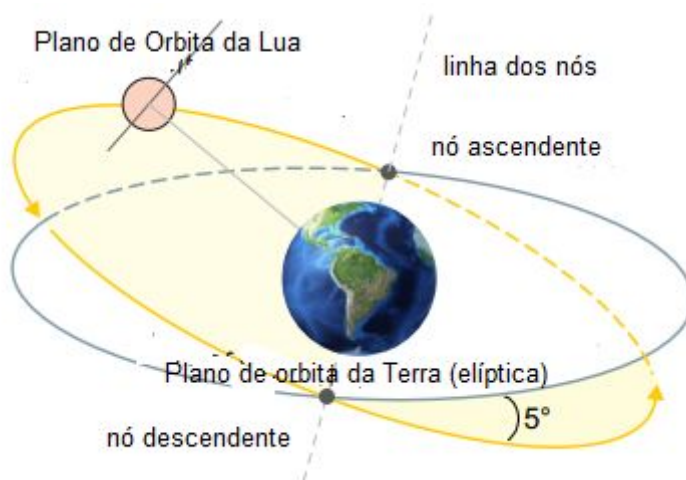 Plano de Orbita da Lua
linha dos nós
nó ascendente
Plano de orbita da Terra (elíptica)
5°
nó descendente